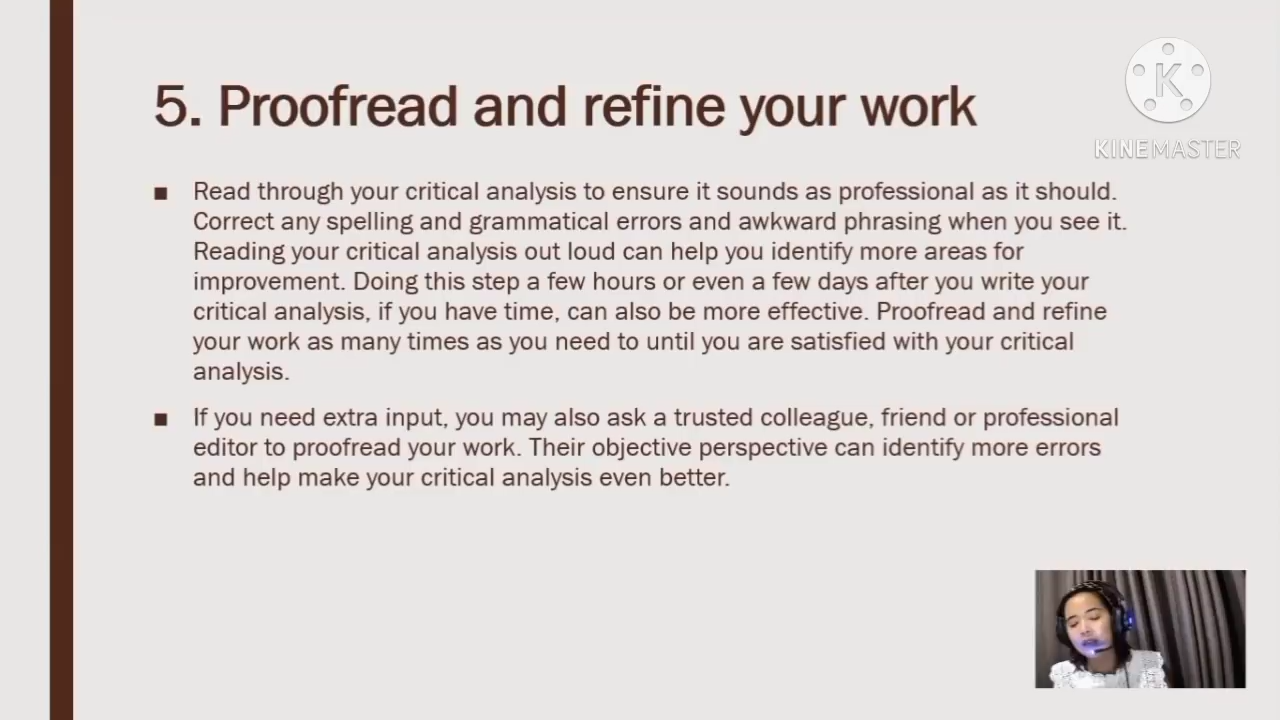 5. Proofread and refine your work
K
KINEMASTER
■ Read through your critical analysis to ensure it sounds as professional as it should.
Correct any spelling and grammatical errors and awkward phrasing when you see it.
Reading your critical analysis out loud can help you identify more areas for
improvement. Doing this step a few hours or even a few days after you write your
critical analysis, if you have time, can also be more effective. Proofread and refine
your work as many times as you need to until you are satisfied with your critical
analysis.
■ If you need extra input, you may also ask a trusted colleague, friend or professional
editor to proofread your work. Their objective perspective can identify more errors
and help make your critical analysis even better.